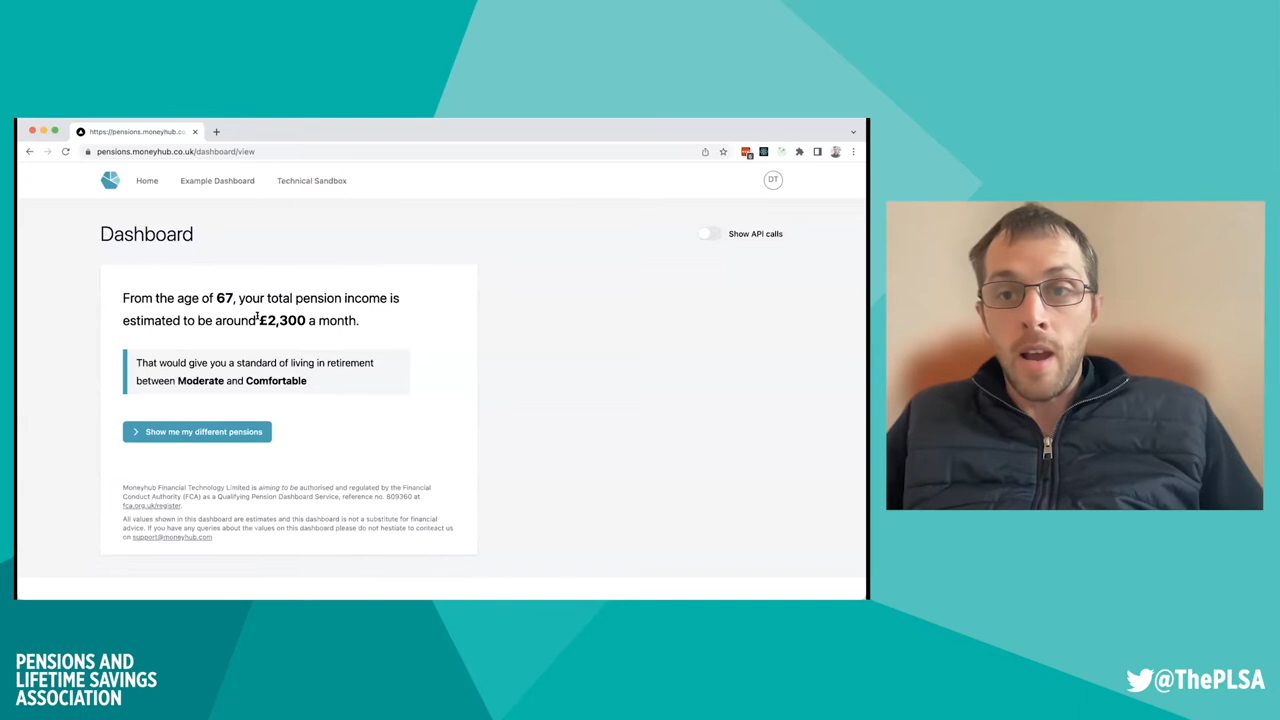 https://pensions.moneyhub.co
pensions.moneyhub.co.uk/dashboard/view
Home
Example Dashboard
Technical Sandbox
DT
Dashboard
Show API calls
From the age of 67, your total pension income is
estimated to be around £2,300 a month.
That would give you a standard of living in retirement
between Moderate and Comfortable
Show me my different pensions
Moneyhub Financial Technology Limited is aiming to be authorised and regulated by the Financial
Conduct Authority (FCA) as a Qualifying Pension Dashboard Service, reference no. 809360 at
fca.org.uk/register.
All values shown in this dashboard are estimates and this dashboard is not a substitute for financial
advice. If you have any queries about the values on this dashboard please do not hestiate to conteact us
on support@moneyhub.com
PENSIONS AND
LIFETIME SAVINGS
ASSOCIATION
@ThePLSA